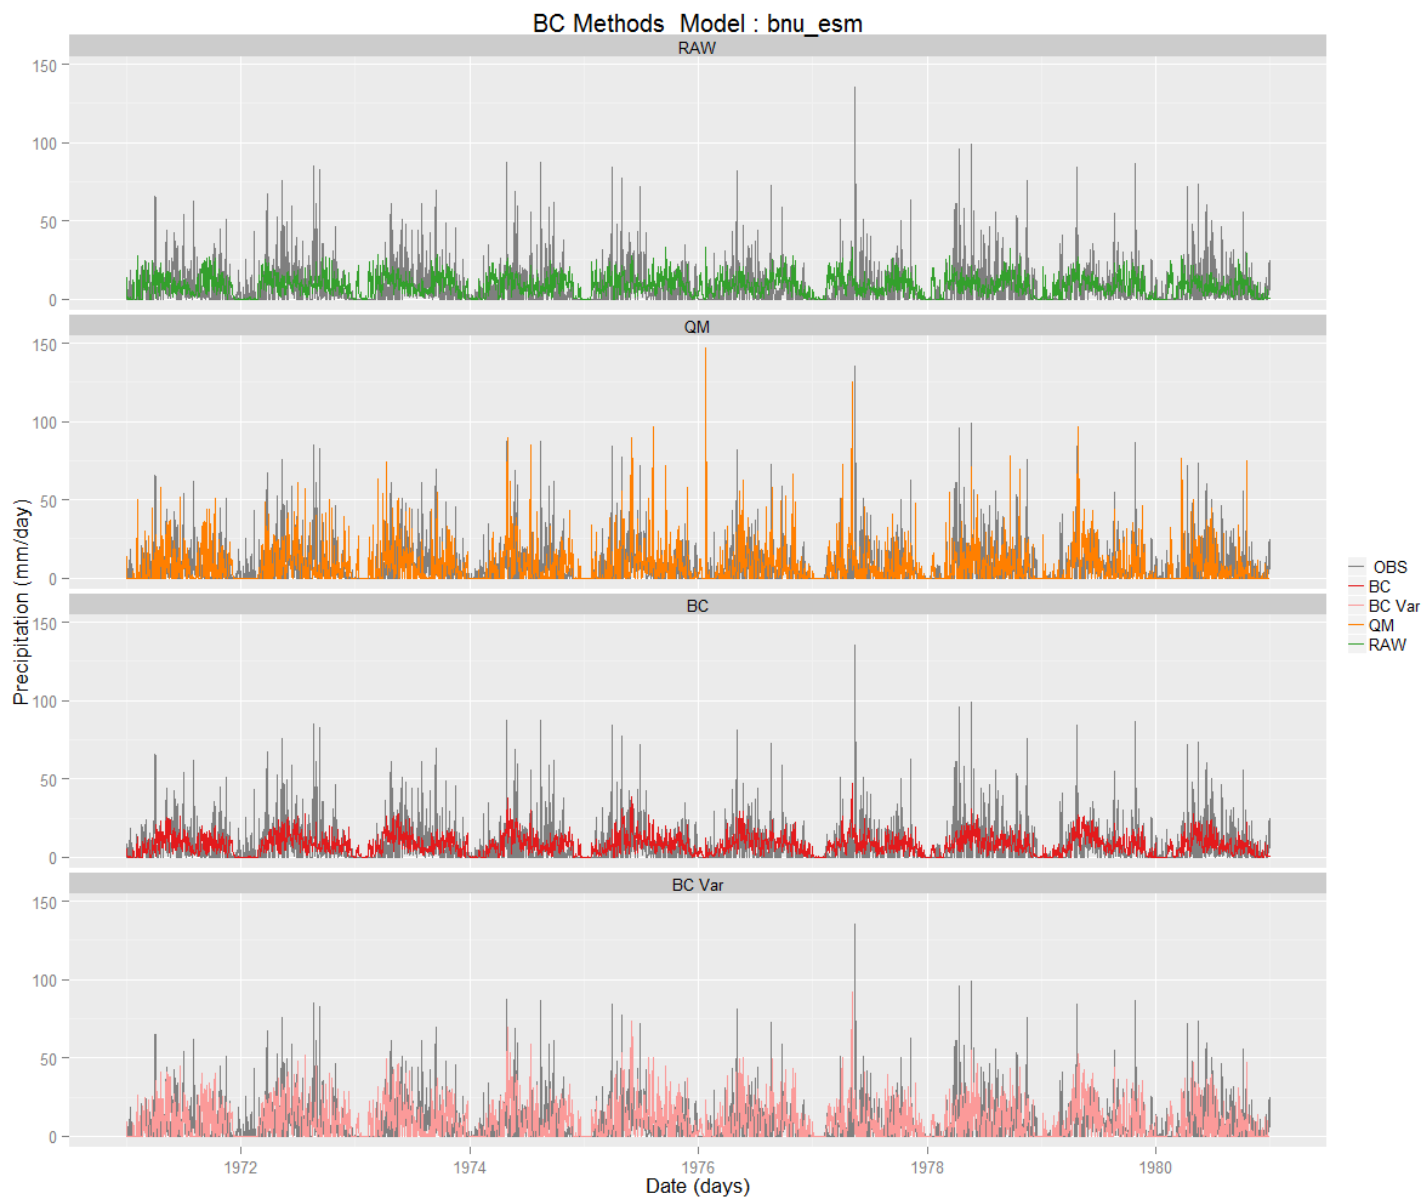 BC Methods  Model : bnu_esm
RAW
150
100
50
0
QM
150
100
50
0
BC
150
100
50
0
BC Var
150
100
50
0
1972 1974 1976 1978 1980
Date (days)
Precipitation (mm/day)
OBS
BC
BC Var
QM
RAW